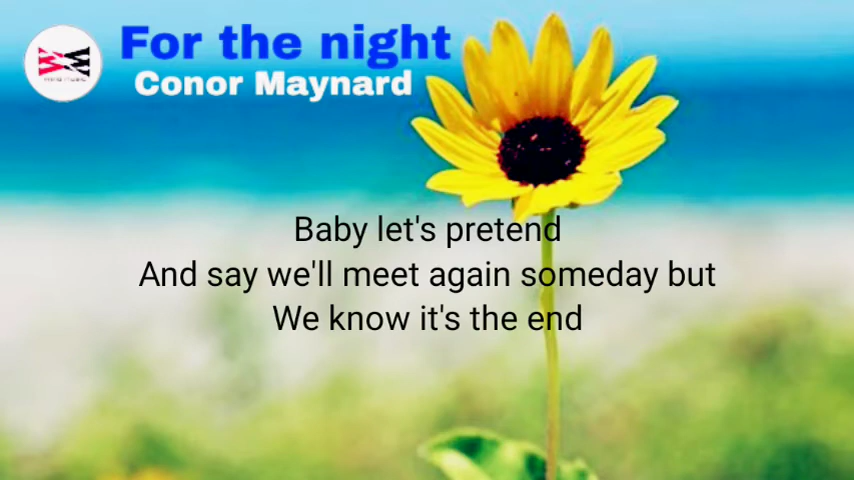 For the night
Conor Maynard
Baby let's pretend
And say we'll meet again someday but
We know it's the end